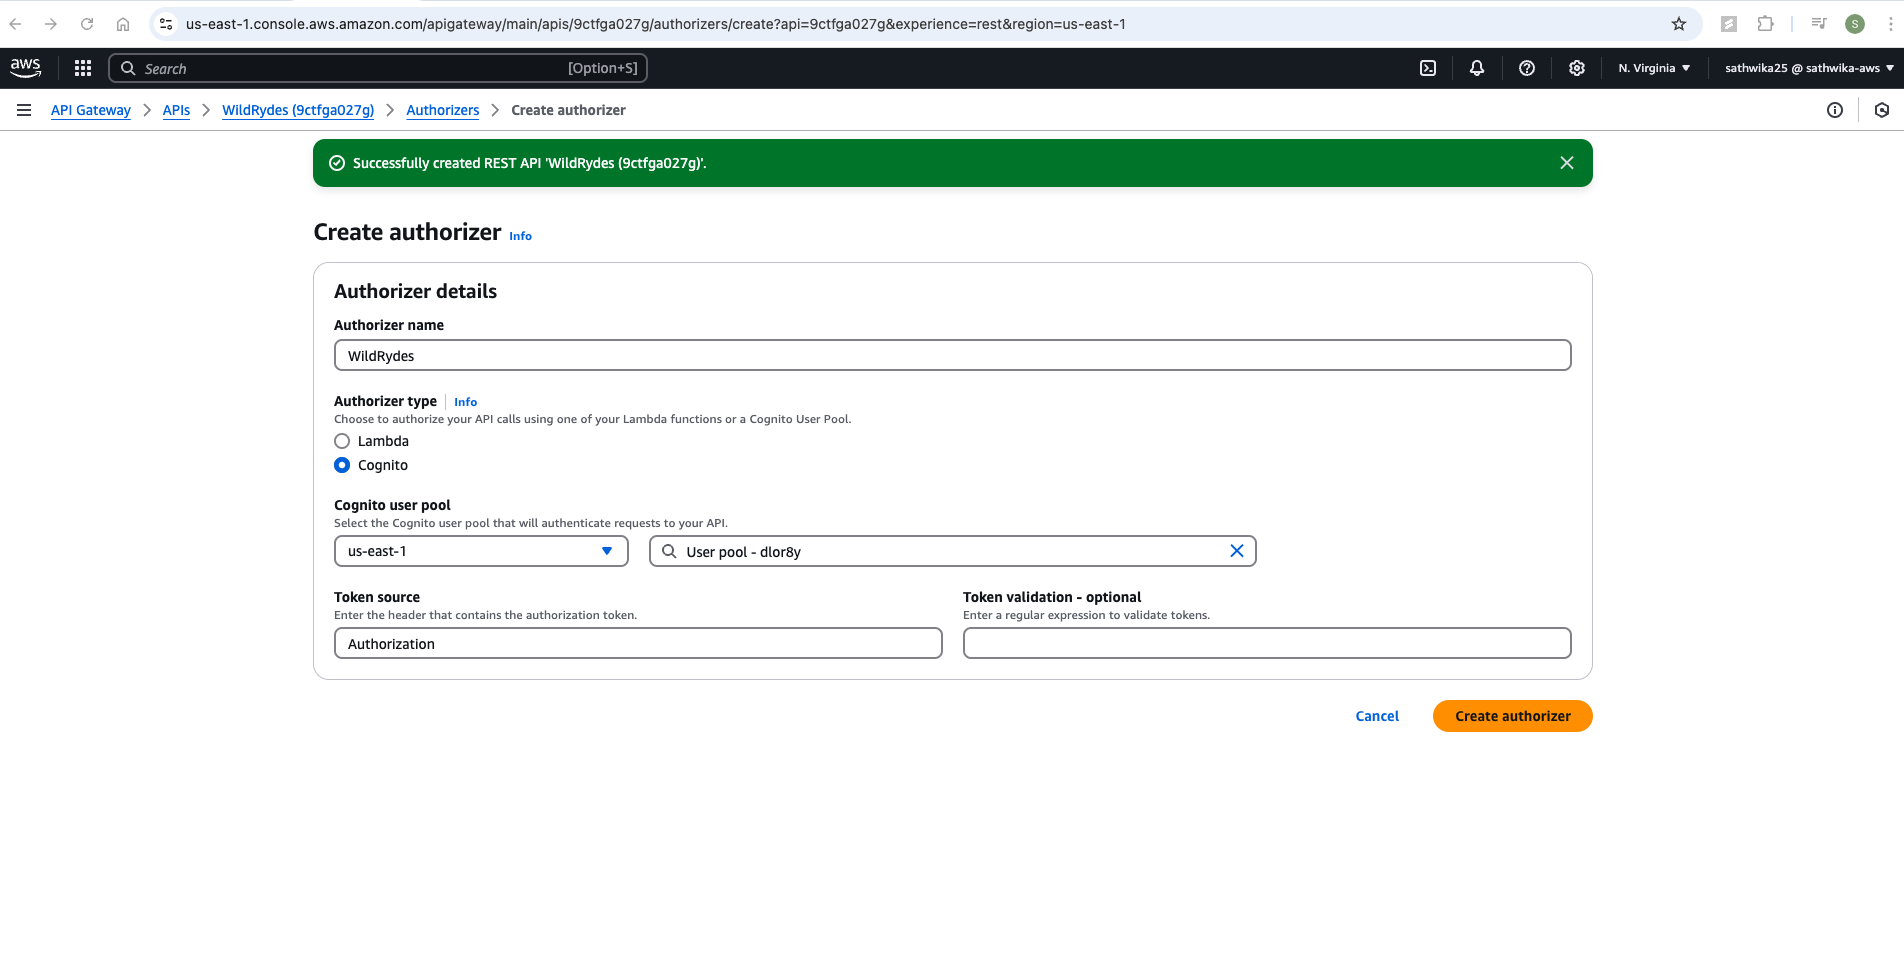 us-east-1.console.aws.amazon.com/apigateway/main/apis/9ctfga027g/authorizers/create?api=9ctfga027g&experience=rest&region=us-east-1
S
aws
Search
[Option+S]
N. Virginia
sathwika25 @ sathwika-aws
API Gateway
APIs
WildRydes (9ctfga027g)
Authorizers
Create authorizer
Successfully created REST API 'WildRydes (9ctfga027g)'.
Create authorizer Info
Authorizer details
Authorizer name
WildRydes
Authorizer type Info
Choose to authorize your API calls using one of your Lambda functions or a Cognito User Pool.
Lambda
Cognito
Cognito user pool
Select the Cognito user pool that will authenticate requests to your API.
us-east-1
User pool - dlor8y
Token source
Enter the header that contains the authorization token.
Authorization
Token validation - optional
Enter a regular expression to validate tokens.
Cancel
Create authorizer